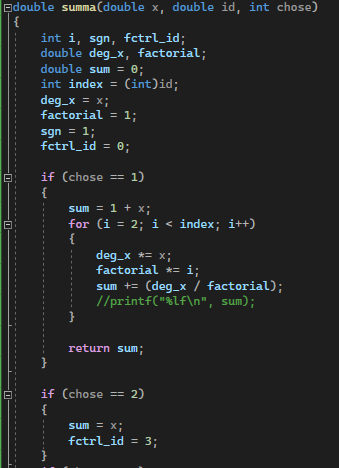 double summa(double x, double id, int chose)
{
int i, sgn, fctrl_id;
double deg_x, factorial;
double sum = 0;
int index = (int)id;
deg_x = x;
factorial = 1;
sgn = 1;
fctrl_id = 0;
if (chose == 1)
{
sum = 1 + x;
for (i = 2; i < index; i++)
{
deg_x *= x;
factorial *= i;
sum += (deg_x / factorial);
//printf("%lf\n", sum);
}
return sum;
}
if (chose == 2)
{
sum = x;
fctrl_id = 3;
}